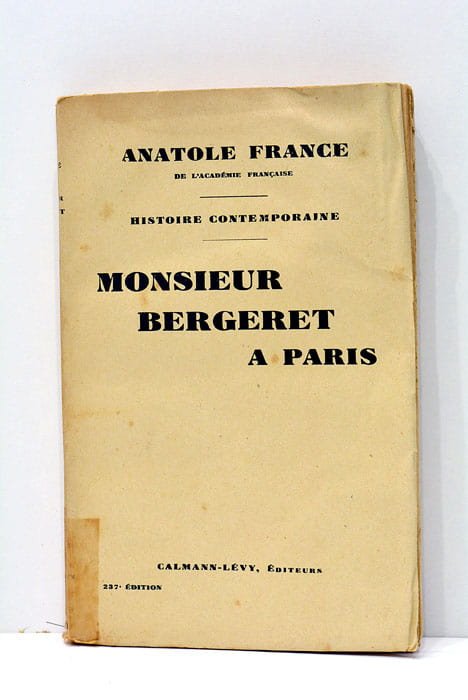 ANATOLE FRANCE
DE L'ACADÉMIE FRANÇAISE
HISTOIRE CONTEMPORAINE
MONSIEUR
BERGERET
A PARIS
CALMANN-LÉVY, ÉDITEURS
237e ÉDITION